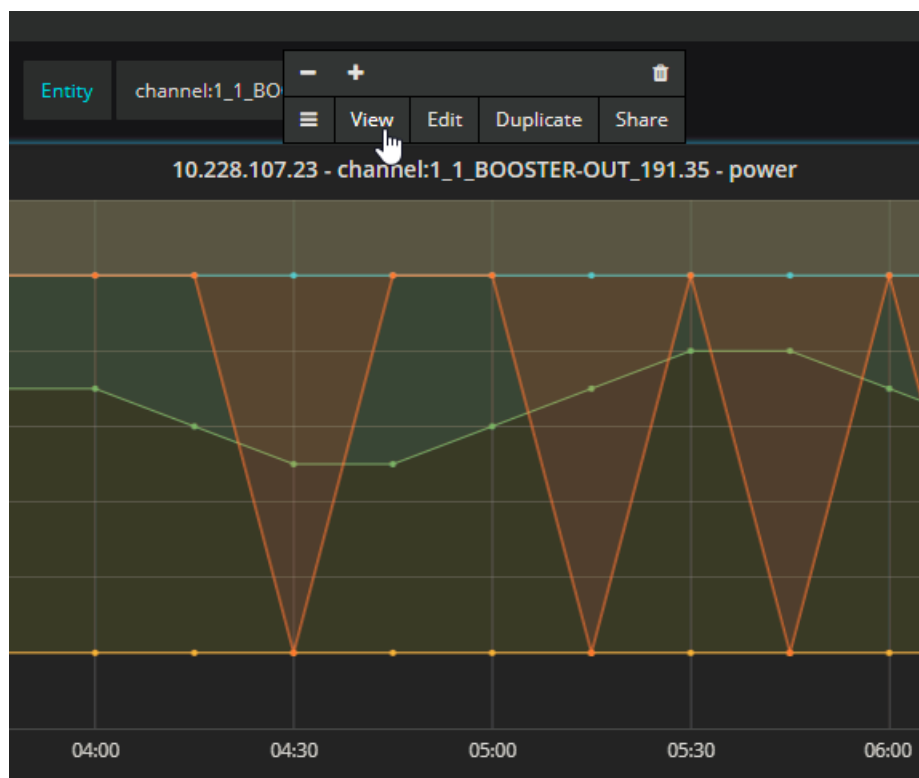 Entity channel:1_1_BO
View Edit Duplicate Share
10.228.107.23 - channel:1_1_BOOSTER-OUT_191.35 - power
04:00 04:30 05:00 05:30 06:00